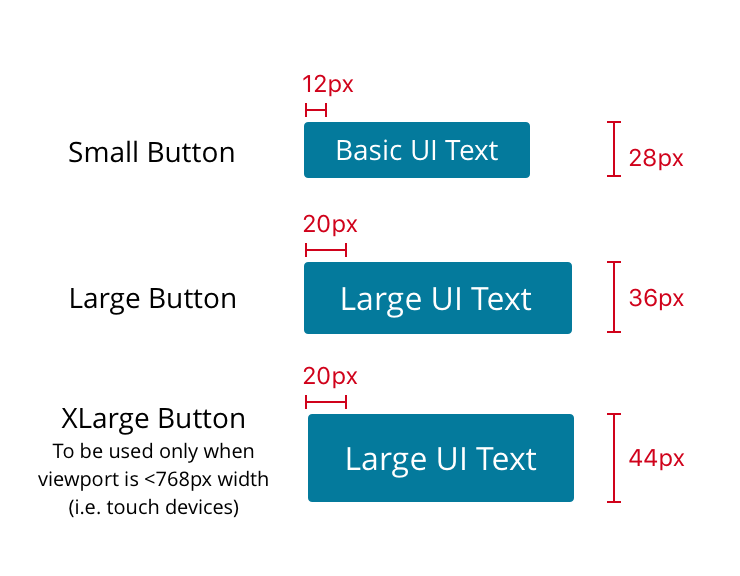 12px
Small Button
Basic UI Text
28px
20px
Large Button
Large UI Text
36px
20px
XLarge Button
To be used only when
viewport is <768px width
(i.e. touch devices)
Large UI Text
44px